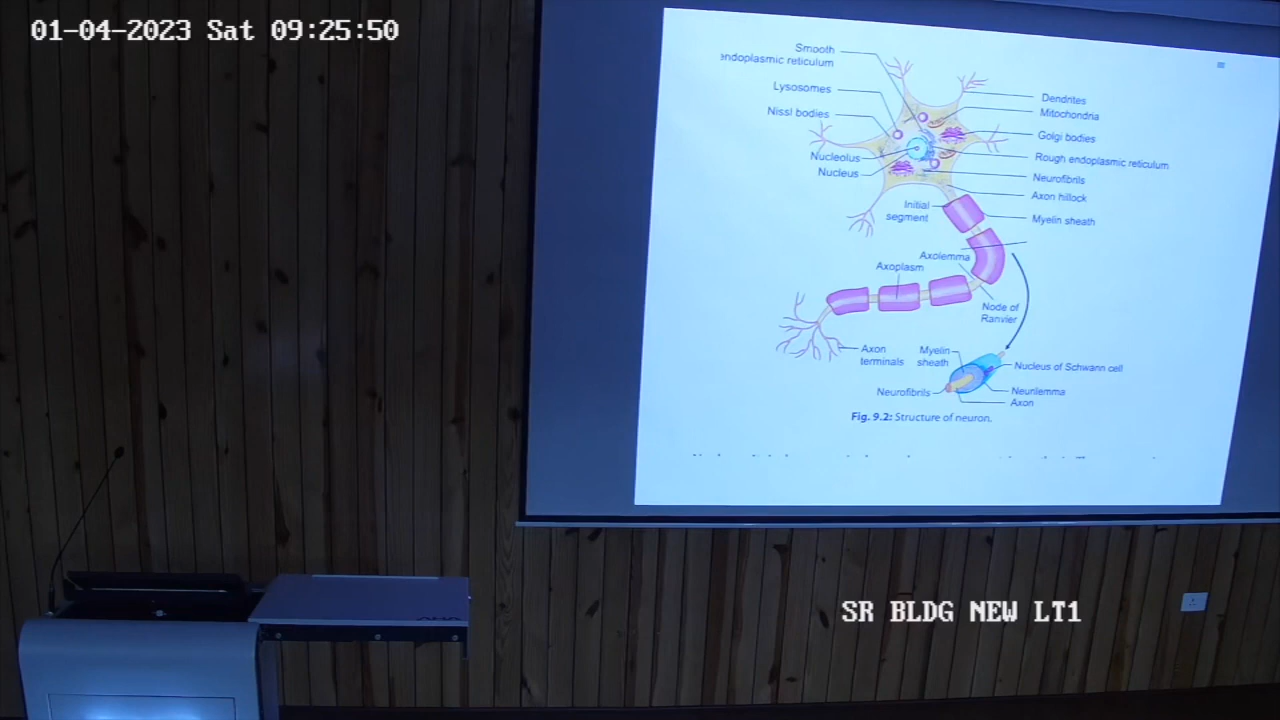 01-04-2023 Sat 09:25:50
Smooth
endoplasmic reticulum
Lysosomes
Nissl bodies
Nucleolus
Nucleus
Initial
segment
Dendrites
Mitochondria
Golgi bodies
Rough endoplasmic reticulum
Neurofibrils
Axon hillock
Myelin sheath
Axolemma
Axoplasm
Node of
Ranvier
Axon
terminals
Myelin
sheath
Nucleus of Schwann cell
Neurofibrils
Neurilemma
Axon
Fig. 9.2: Structure of neuron.
SR BLDG NEW LT1